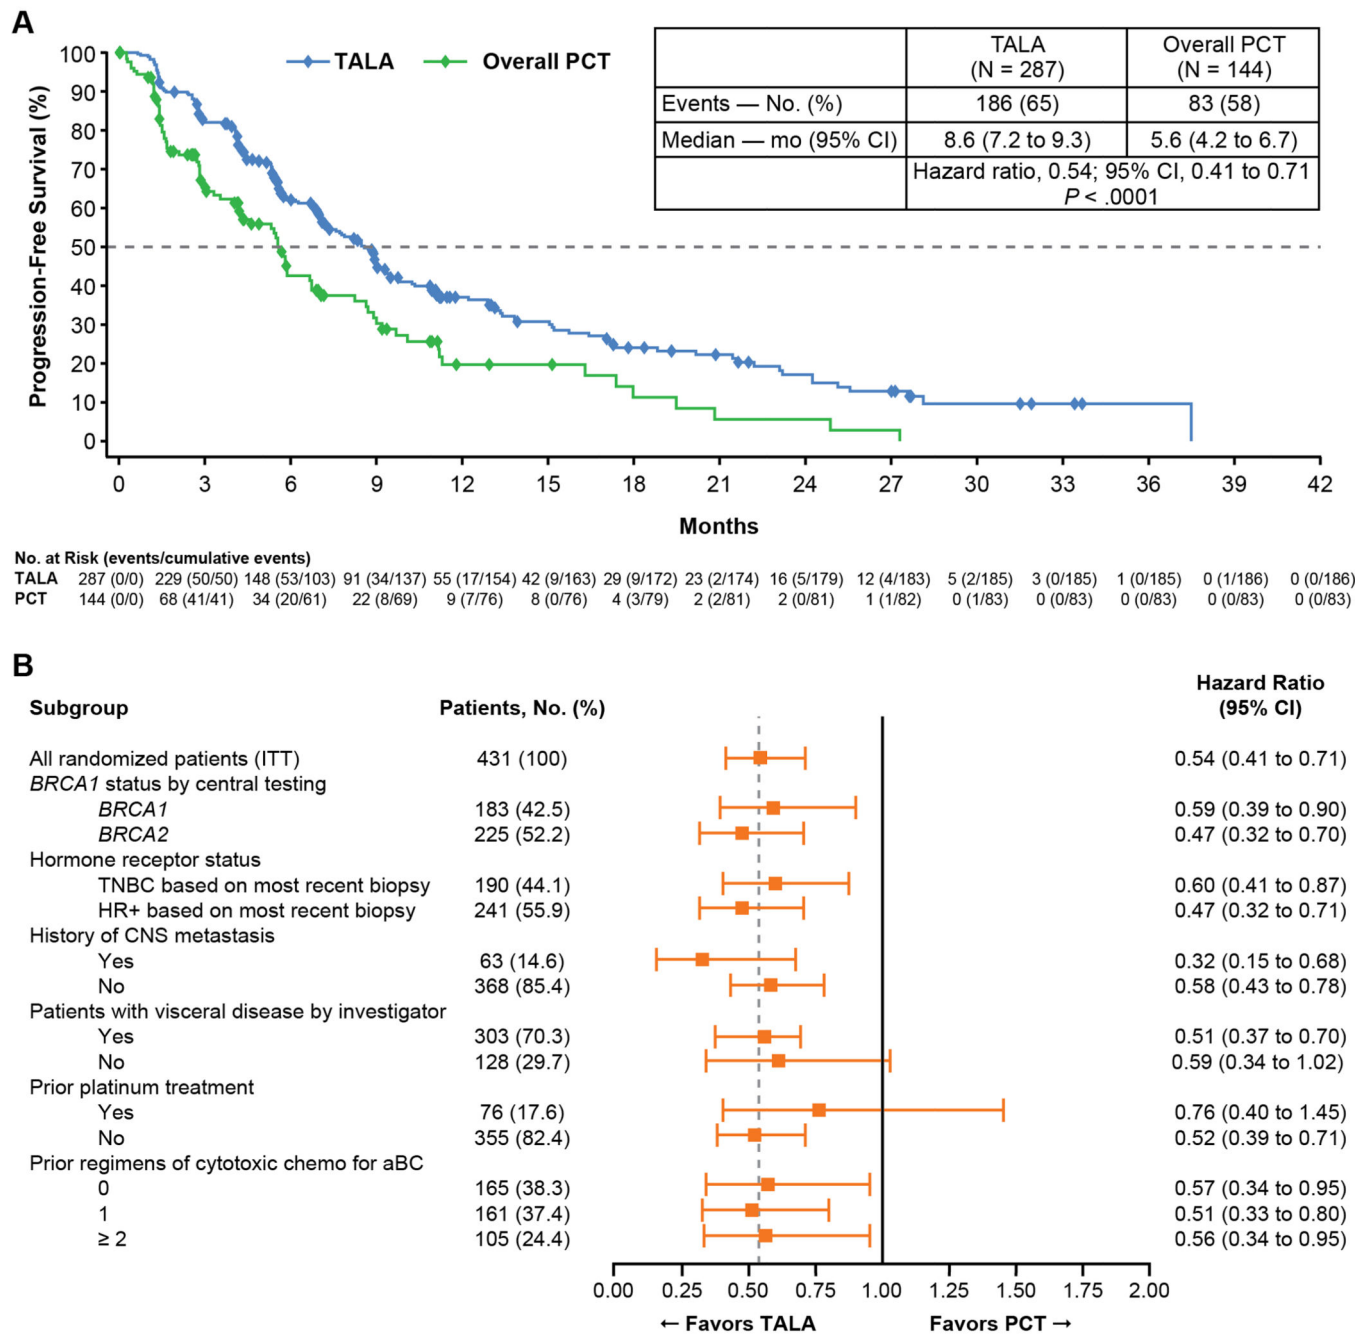 A
TALA
Overall PCT
TALA (N = 287)
Overall PCT (N = 144)
Events — No. (%) 186 (65) 83 (58)
Median — mo (95% CI) 8.6 (7.2 to 9.3) 5.6 (4.2 to 6.7)
Hazard ratio, 0.54; 95% CI, 0.41 to 0.71
P < .0001
Progression-Free Survival (%)
100
90
80
70
60
50
40
30
20
10
0
0 3 6 9 12 15 18 21 24 27 30 33 36 39 42
Months
No. at Risk (events/cumulative events)
TALA 287 (0/0) 229 (50/50) 148 (53/103) 91 (34/137) 55 (17/154) 42 (9/163) 29 (9/172) 23 (2/174) 16 (5/179) 12 (4/183) 5 (2/185) 3 (0/185) 1 (0/185) 0 (1/186) 0 (0/186)
PCT 144 (0/0) 68 (41/41) 34 (20/61) 22 (8/69) 9 (7/76) 8 (0/76) 4 (3/79) 2 (2/81) 2 (0/81) 1 (1/82) 0 (1/83) 0 (0/83) 0 (0/83) 0 (0/83) 0 (0/83)
B
Subgroup Patients, No. (%) Hazard Ratio (95% CI)
All randomized patients (ITT) 431 (100) 0.54 (0.41 to 0.71)
BRCA1 status by central testing
BRCA1 183 (42.5) 0.59 (0.39 to 0.90)
BRCA2 225 (52.2) 0.47 (0.32 to 0.70)
Hormone receptor status
TNBC based on most recent biopsy 190 (44.1) 0.60 (0.41 to 0.87)
HR+ based on most recent biopsy 241 (55.9) 0.47 (0.32 to 0.71)
History of CNS metastasis
Yes 63 (14.6) 0.32 (0.15 to 0.68)
No 368 (85.4) 0.58 (0.43 to 0.78)
Patients with visceral disease by investigator
Yes 303 (70.3) 0.51 (0.37 to 0.70)
No 128 (29.7) 0.59 (0.34 to 1.02)
Prior platinum treatment
Yes 76 (17.6) 0.76 (0.40 to 1.45)
No 355 (82.4) 0.52 (0.39 to 0.71)
Prior regimens of cytotoxic chemo for aBC
0 165 (38.3) 0.57 (0.34 to 0.95)
1 161 (37.4) 0.51 (0.33 to 0.80)
≥ 2 105 (24.4) 0.56 (0.34 to 0.95)
0.00 0.25 0.50 0.75 1.00 1.25 1.50 1.75 2.00
← Favors TALA Favors PCT →